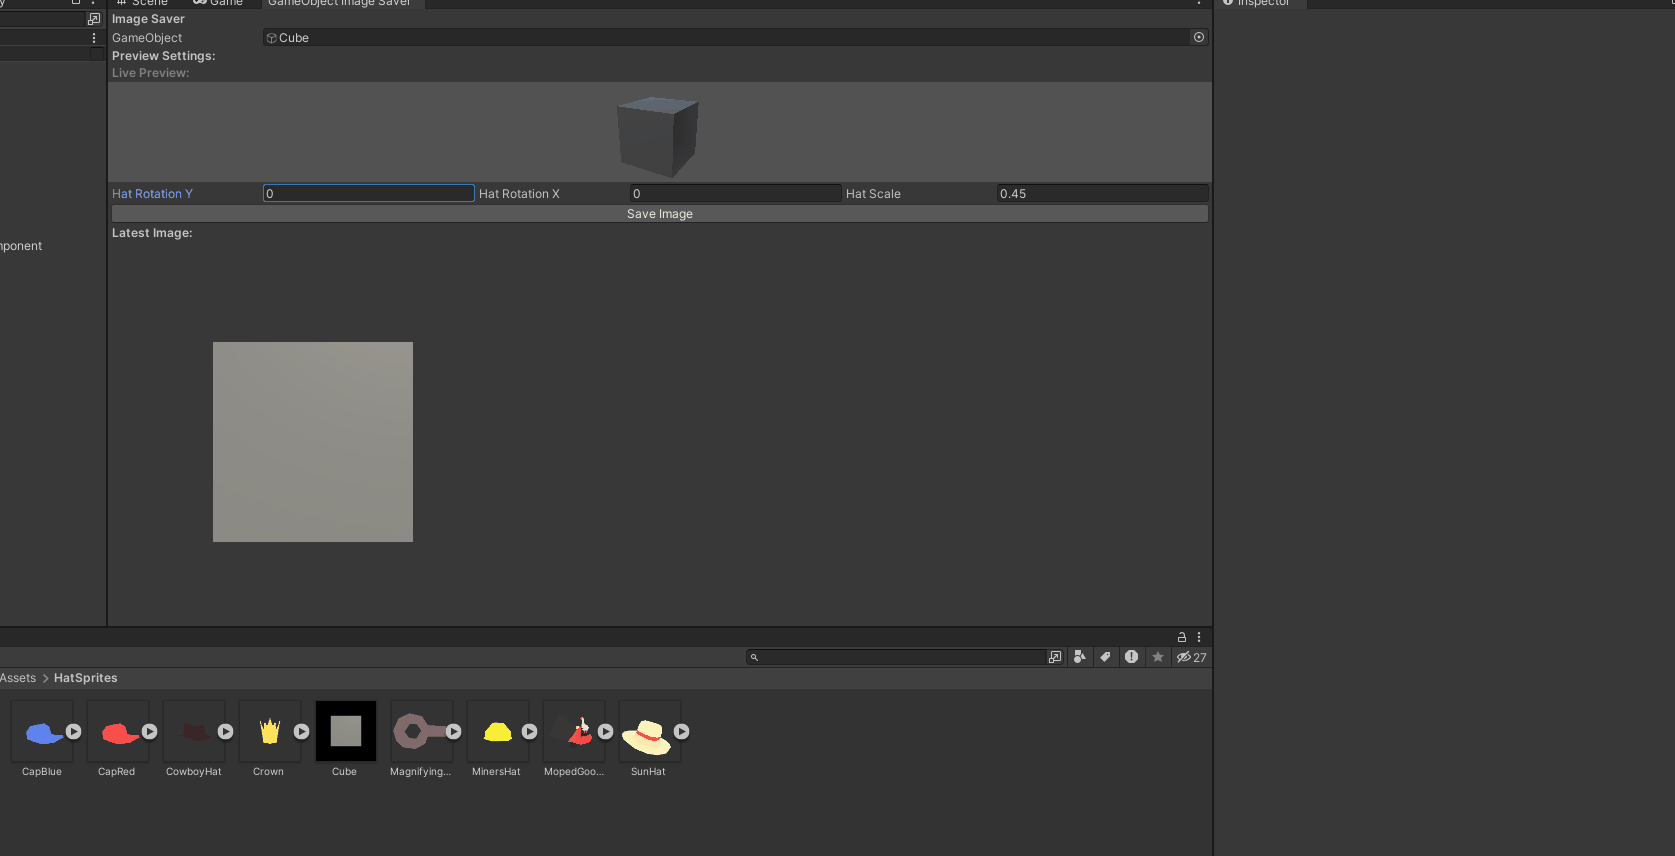 Scene Game GameObject Image Saver
Inspector
Image Saver
GameObject Cube
Preview Settings:
Live Preview:
Hat Rotation Y 0 Hat Rotation X 0 Hat Scale 0.45
Save Image
Latest Image:
mponent
27
Assets > HatSprites
CapBlue CapRed CowboyHat Crown Cube Magnifying... MinersHat MopedGoo... SunHat